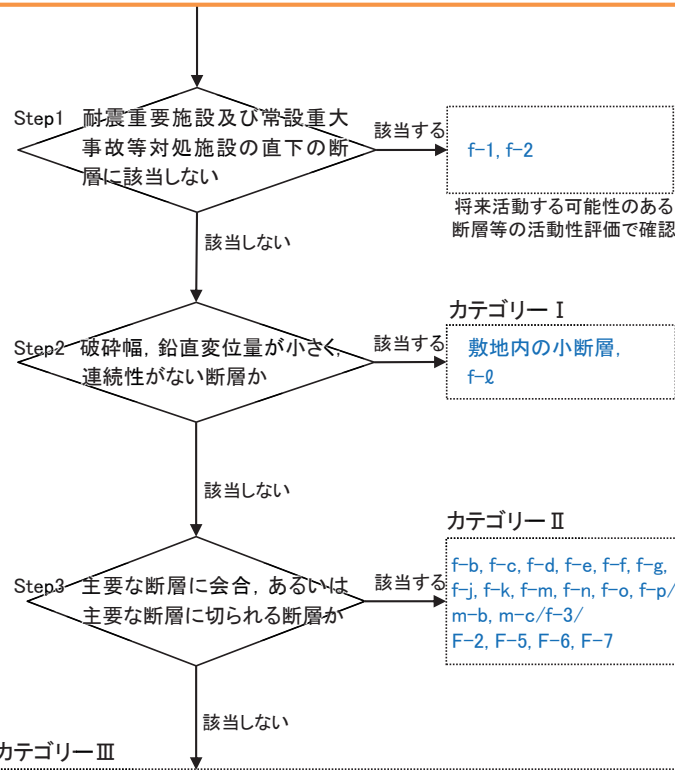 Step1 耐震重要施設及び常設重大
事故等対処施設の直下の断
層に該当しない
該当する
f-1, f-2
将来活動する可能性のある
断層等の活動性評価で確認
該当しない
カテゴリーⅠ
Step2 破砕幅，鉛直変位量が小さく，
連続性がない断層か
該当する
敷地内の小断層，
f-ℓ
該当しない
カテゴリーⅡ
Step3 主要な断層に会合，あるいは
主要な断層に切られる断層か
該当する
f-b, f-c, f-d, f-e, f-f, f-g,
f-j, f-k, f-m, f-n, f-o, f-p/
m-b, m-c/f-3/
F-2, F-5, F-6, F-7
該当しない
カテゴリーⅢ